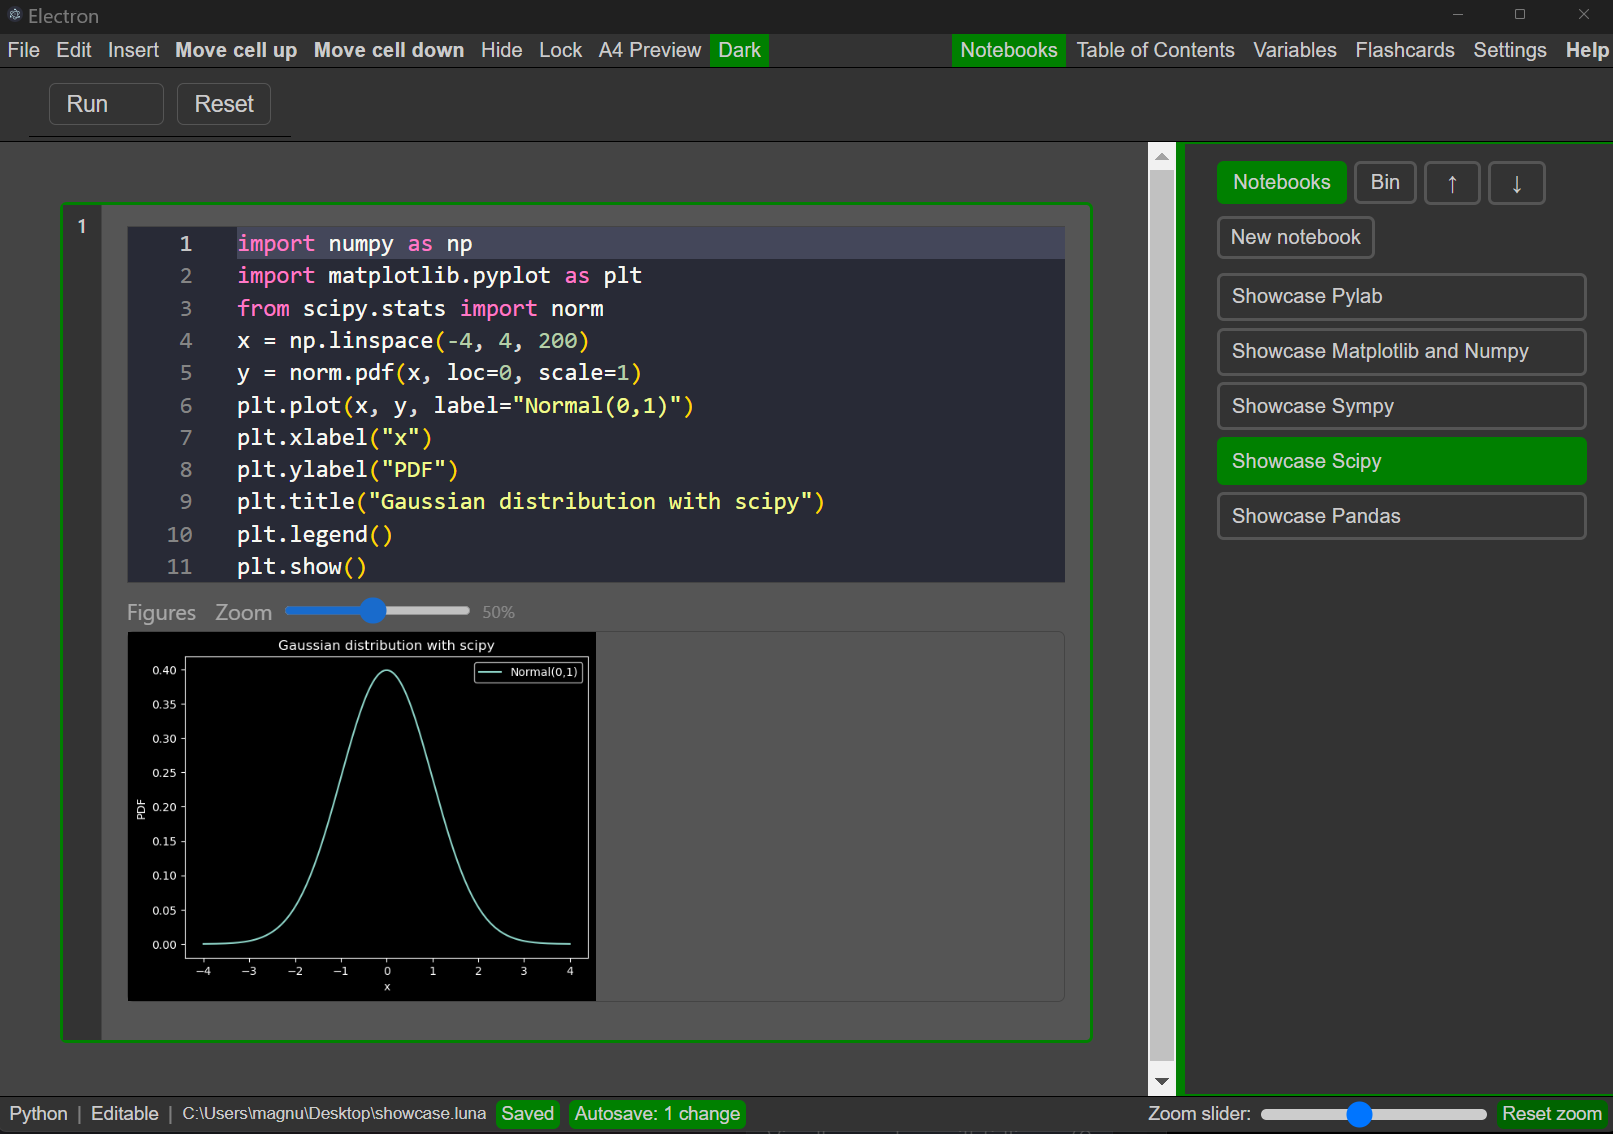 Electron
File Edit Insert Move cell up Move cell down Hide Lock A4 Preview Dark Notebooks Table of Contents Variables Flashcards Settings Help
Run Reset
1
1 import numpy as np
2 import matplotlib.pyplot as plt
3 from scipy.stats import norm
4 x = np.linspace(-4, 4, 200)
5 y = norm.pdf(x, loc=0, scale=1)
6 plt.plot(x, y, label="Normal(0,1)")
7 plt.xlabel("x")
8 plt.ylabel("PDF")
9 plt.title("Gaussian distribution with scipy")
10 plt.legend()
11 plt.show()
Figures Zoom 50%
Gaussian distribution with scipy
Normal(0,1)
0.40
0.35
0.30
0.25
0.20
0.15
0.10
0.05
0.00
PDF
−4 −3 −2 −1 0 1 2 3 4
x
Notebooks Bin ↑ ↓
New notebook
Showcase Pylab
Showcase Matplotlib and Numpy
Showcase Sympy
Showcase Scipy
Showcase Pandas
Python | Editable | C:\Users\magnu\Desktop\showcase.luna Saved Autosave: 1 change Zoom slider: Reset zoom